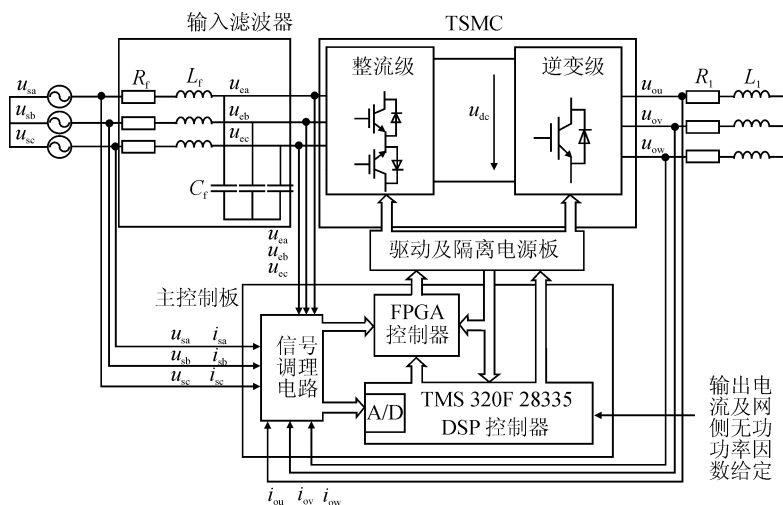 输入滤波器
TSMC
整流级
逆变级
u_sa
u_sb
u_sc
R_f
L_f
u_ea
u_eb
u_ec
C_f
u_dc
u_ou
u_ov
u_ow
R_1
L_1
u_ea
u_eb
u_ec
驱动及隔离电源板
主控制板
FPGA
控制器
信号
调理
电路
u_sa i_sa
u_sb i_sb
u_sc i_sc
A/D
TMS 320F 28335
DSP 控制器
输出电
流及网
侧无功
功率因
数给定
i_ou i_ov i_ow